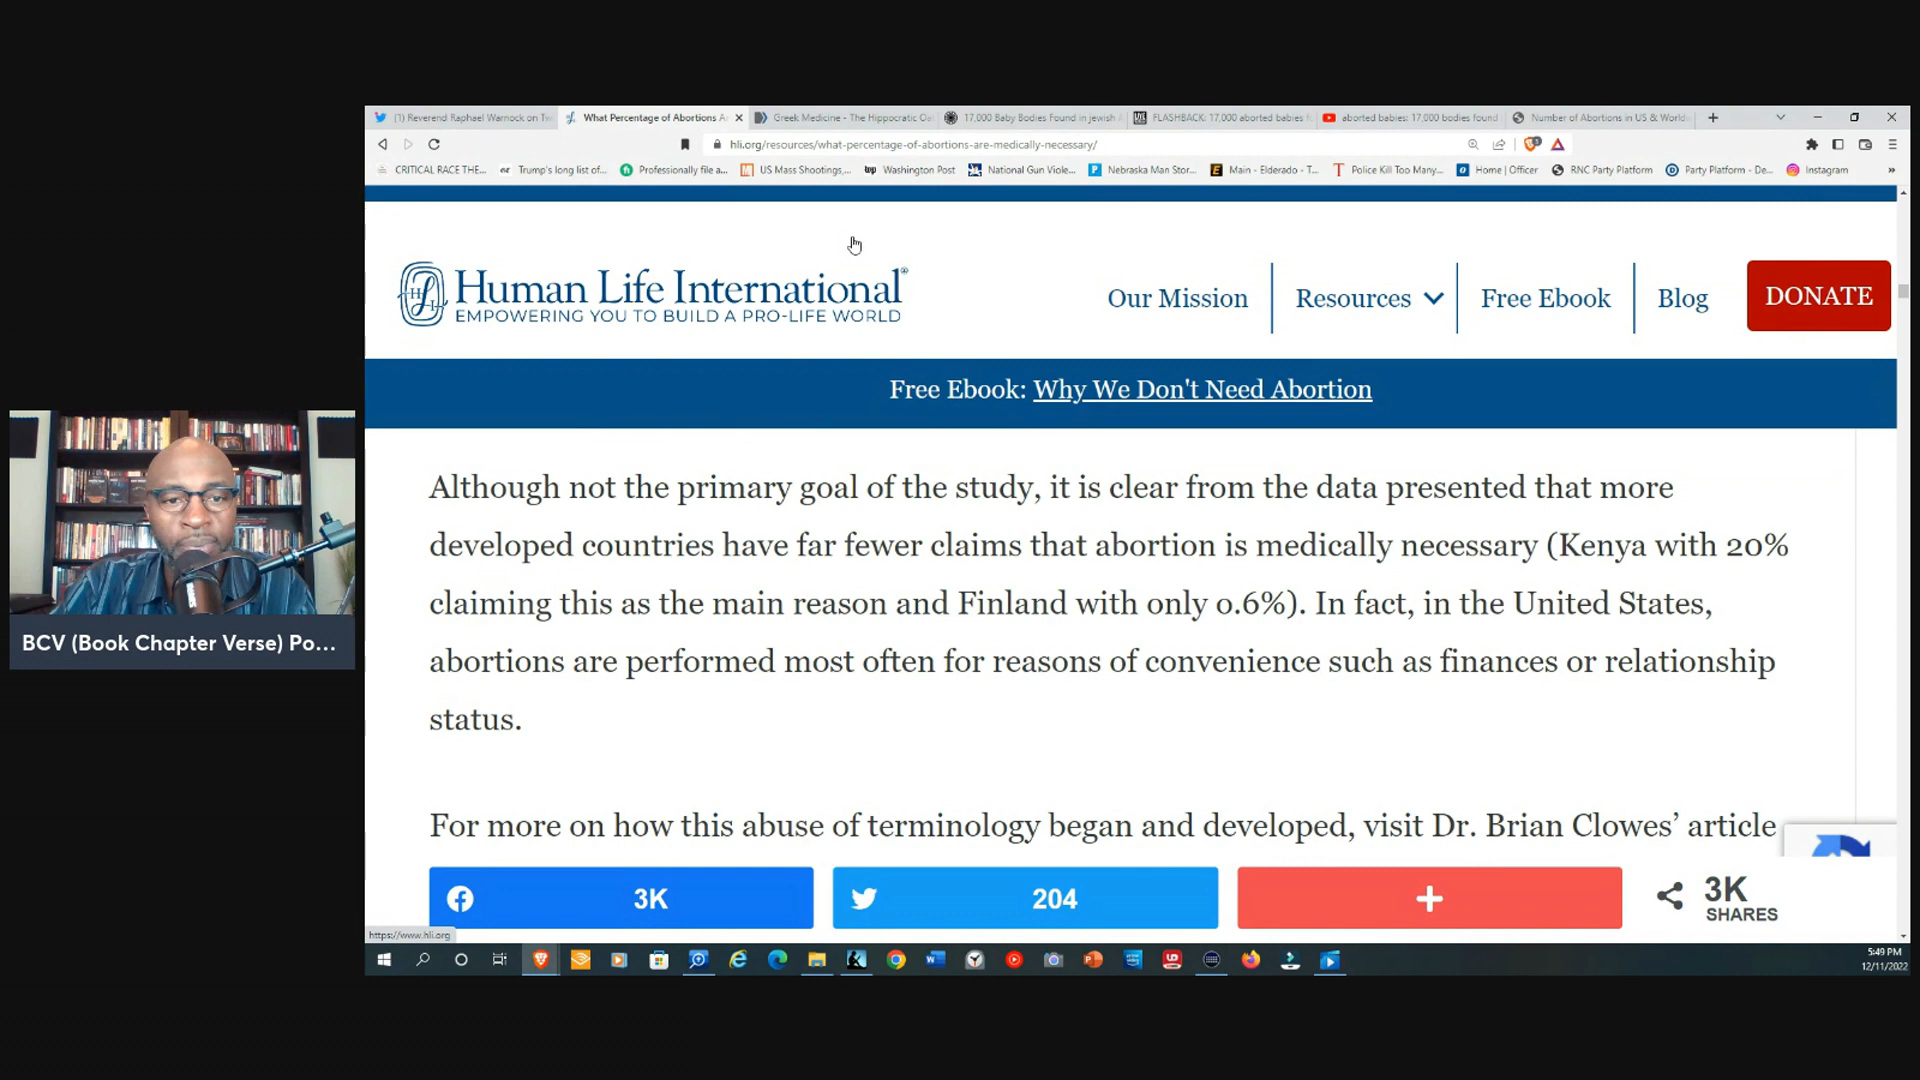 (1) Reverend Raphael Warnock on Tw
What Percentage of Abortions A
Greek Medicine - The Hippocratic Oat
17,000 Baby Bodies Found in jewish A
FLASHBACK: 17,000 aborted babies f
aborted babies: 17,000 bodies found
Number of Abortions in US & Worldw
hli.org/resources/what-percentage-of-abortions-are-medically-necessary/
CRITICAL RACE THE...
Trump's long list of...
Professionally file a...
US Mass Shootings,...
Washington Post
National Gun Viole...
Nebraska Man Stor...
Main - Elderado - T...
Police Kill Too Many...
Home | Officer
RNC Party Platform
Party Platform - De...
Instagram
Human Life International®
EMPOWERING YOU TO BUILD A PRO-LIFE WORLD
Our Mission
Resources
Free Ebook
Blog
DONATE
Free Ebook: Why We Don't Need Abortion
Although not the primary goal of the study, it is clear from the data presented that more
developed countries have far fewer claims that abortion is medically necessary (Kenya with 20%
claiming this as the main reason and Finland with only 0.6%). In fact, in the United States,
abortions are performed most often for reasons of convenience such as finances or relationship
status.
For more on how this abuse of terminology began and developed, visit Dr. Brian Clowes’ article
3K
204
3K
SHARES
https://www.hli.org
5:49 PM
12/11/2022
BCV (Book Chapter Verse) Po...